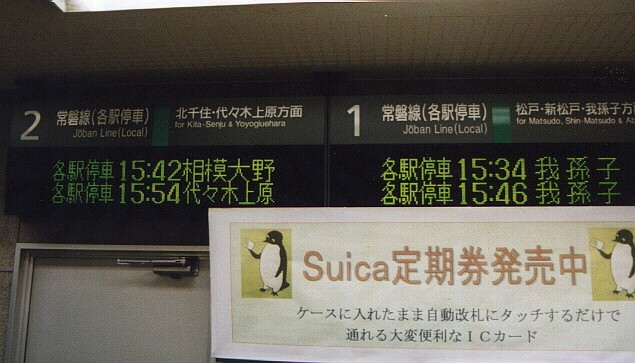 2 常磐線(各駅停車) 北千住・代々木上原方面
Jōban Line(Local) for Kita-Senju & Yoyogiuehara
各駅停車 15:42 相模大野
各駅停車 15:54 代々木上原
1 常磐線(各駅停車) 松戸・新松戸・我孫子方
Jōban Line(Local) for Matsudo, Shin-Matsudo & Ab
各駅停車 15:34 我孫子
各駅停車 15:46 我孫子
Suica定期券発売中
ケースに入れたまま自動改札にタッチするだけで
通れる大変便利なICカード